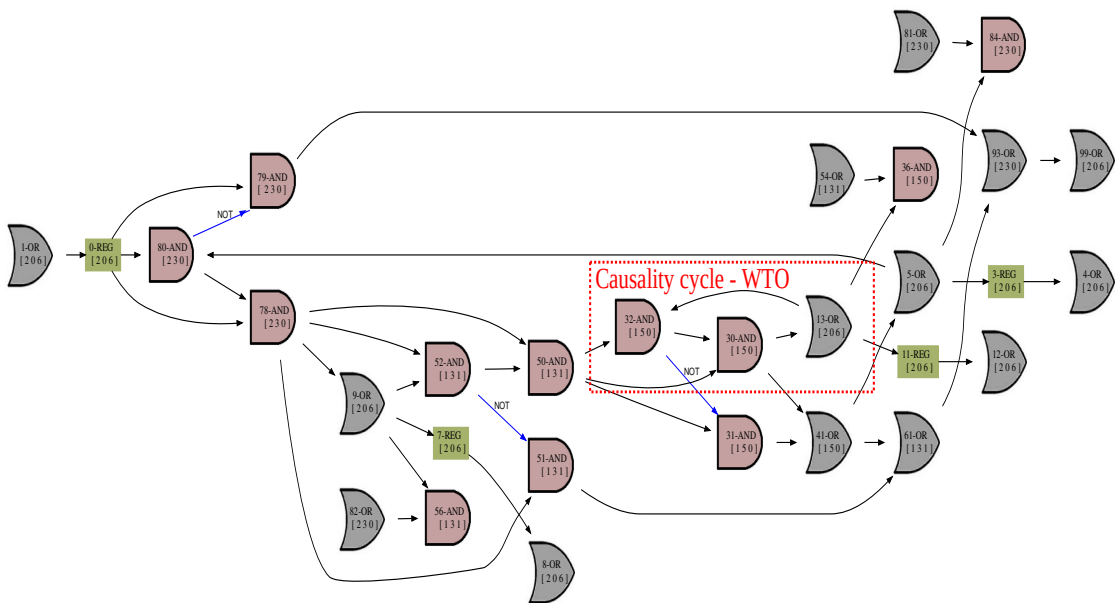 81-OR
[230]
84-AND
[230]
79-AND
[230]
54-OR
[131]
36-AND
[150]
93-OR
[230]
99-OR
[206]
NOT
1-OR
[206]
0-REG
[206]
80-AND
[230]
Causality cycle - WTO
5-OR
[206]
3-REG
[206]
4-OR
[206]
78-AND
[230]
32-AND
[150]
30-AND
[150]
13-OR
[206]
11-REG
[206]
12-OR
[206]
52-AND
[131]
50-AND
[131]
NOT
9-OR
[206]
NOT
7-REG
[206]
31-AND
[150]
41-OR
[150]
61-OR
[131]
51-AND
[131]
82-OR
[230]
56-AND
[131]
8-OR
[206]